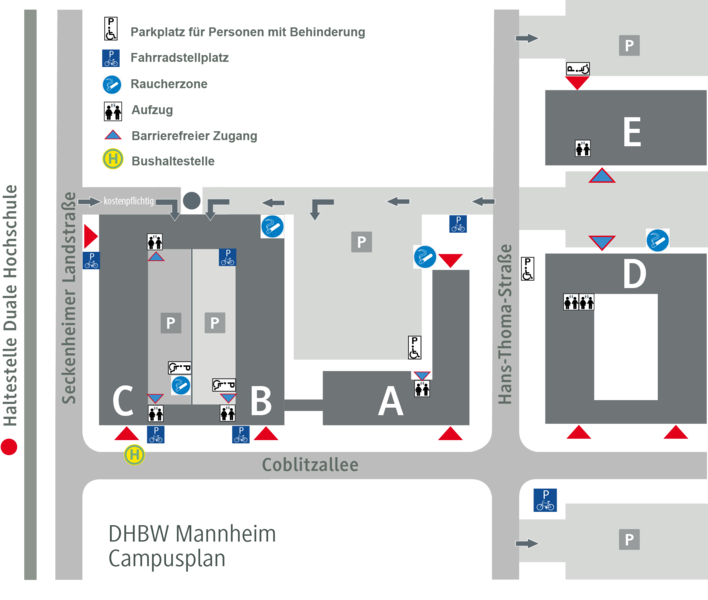 Parkplatz für Personen mit Behinderung
P
Fahrradstellplatz
Raucherzone
Aufzug
Barrierefreier Zugang
H
Bushaltestelle
P
P
E
Haltestelle Duale Hochschule
Seckenheimer Landstraße
kostenpflichtig
P
P
P
P
P
P
Hans-Thoma-Straße
D
P
P
P
P
P
P
C
B
A
P
P
H
Coblitzallee
P
P
DHBW Mannheim
Campusplan